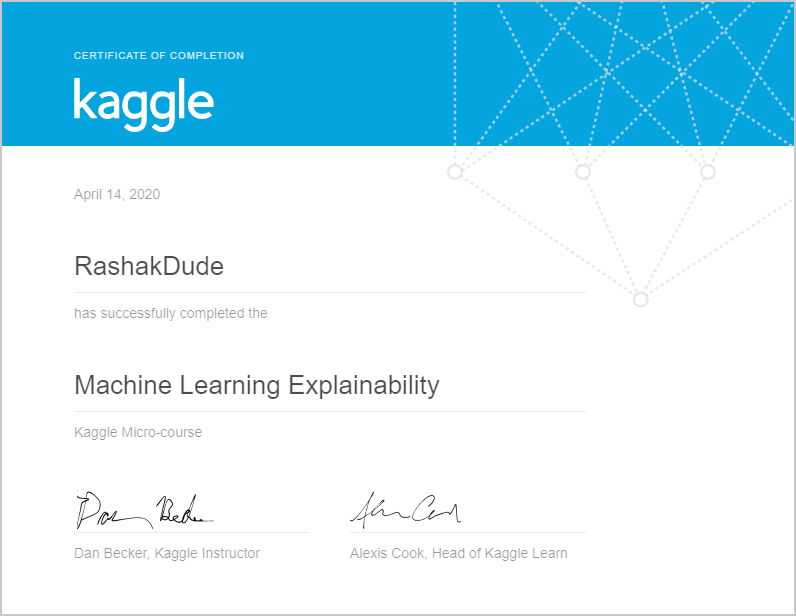 CERTIFICATE OF COMPLETION
kaggle
April 14, 2020
RashakDude
has successfully completed the
Machine Learning Explainability
Kaggle Micro-course
Dan Becker
Alexis Cook
Dan Becker, Kaggle Instructor
Alexis Cook, Head of Kaggle Learn